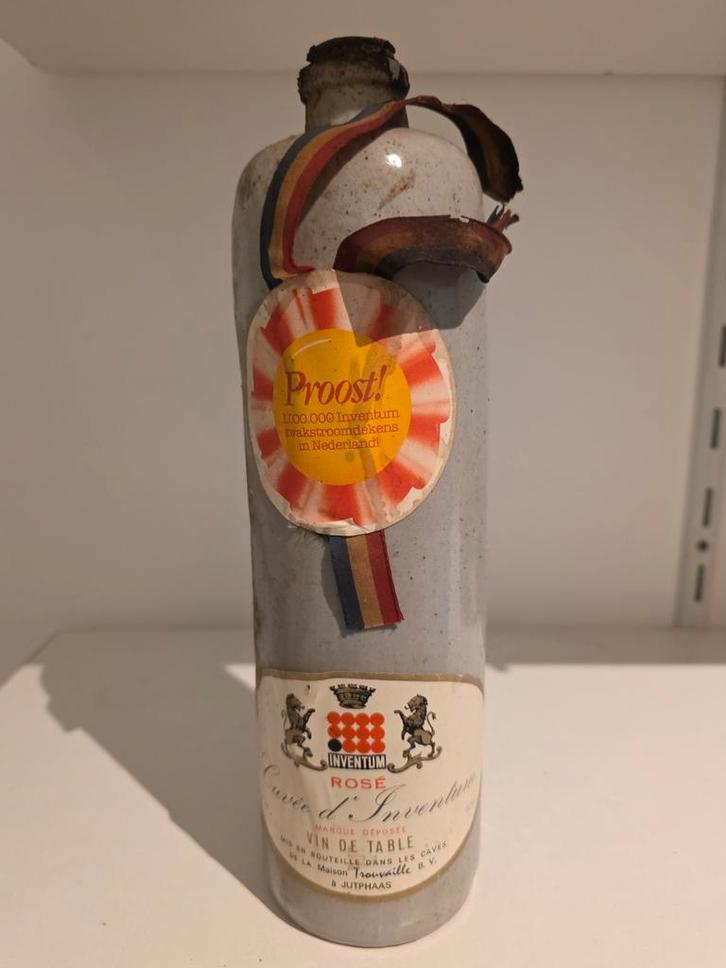 Proost!
1.000.000 Inventum
zwakstroomdekens
in Nederland!
INVENTUM
ROSÉ
Cuvée d'Inventum
MARQUE DÉPOSÉE
VIN DE TABLE
MIS EN BOUTEILLE DANS LES CAVES
DE LA Maison Trouvaille B.V.
à JUTPHAAS